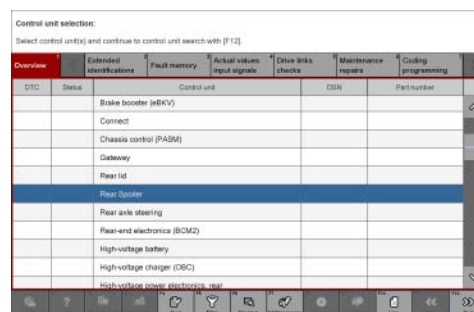 Control unit selection:
Select control unit(s) and continue to control unit search with [F12].
Overview
Extended identifications
Fault memory
Actual values input signals
Drive links checks
Maintenance repairs
Coding programming
DTC Status Control unit DSN Part number
Brake booster (eBKV)
Connect
Chassis control (PASM)
Gateway
Rear lid
Rear Spoiler
Rear axle steering
Rear-end electronics (BCM2)
High-voltage battery
High-voltage charger (OBC)
High-voltage power electronics, rear